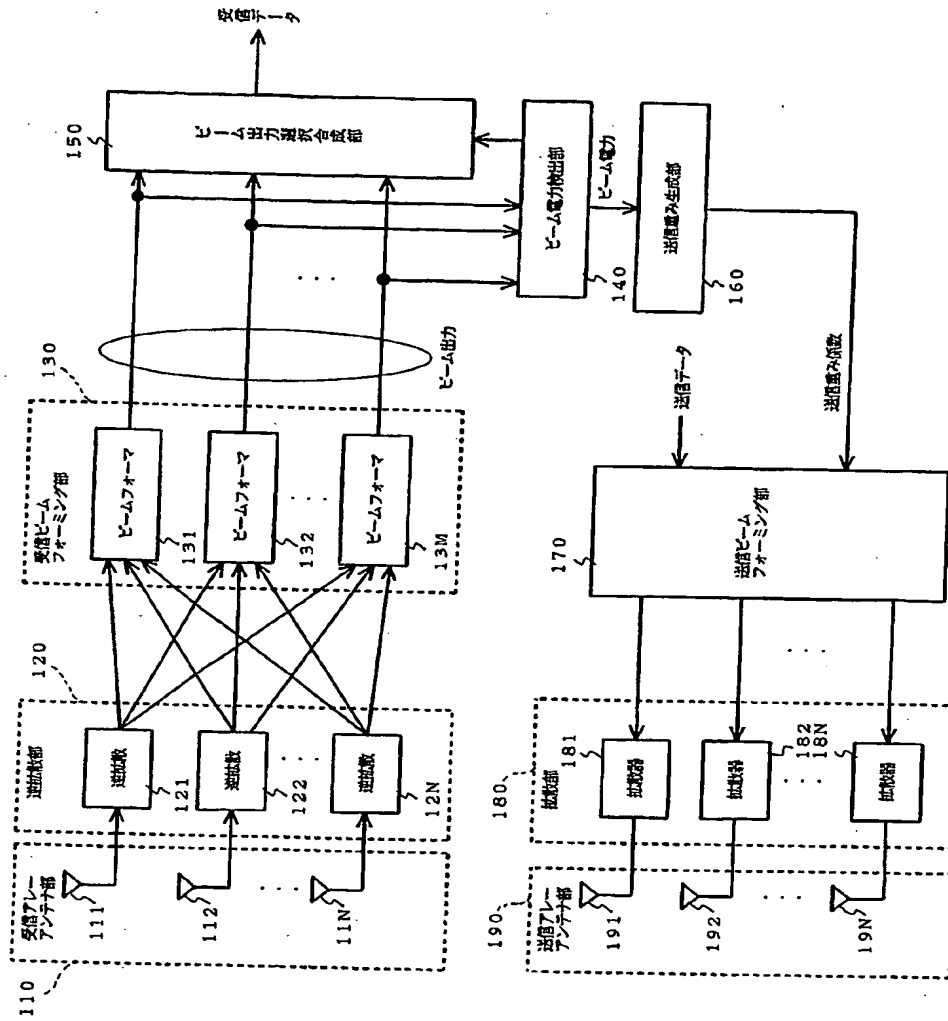 110
受信アレー
アンテナ部
111
112
. . . .
11N
120
逆拡散部
逆拡散
121
逆拡散
122
. . . .
逆拡散
12N
130
受信ビーム
フォーミング部
ビームフォーマ
131
ビームフォーマ
132
. . . .
ビームフォーマ
13M
ビーム出力
. . .
150
ビーム出力選択合成部
受信データ
ビーム電力検出部
140
ビーム電力
送信重み生成部
160
送信データ
送信重み係数
170
送信ビーム
フォーミング部
. . .
180
拡散部
181
拡散器
182
拡散器
. . . .
18N
拡散器
190
送信アレー
アンテナ部
191
192
. . . .
19N